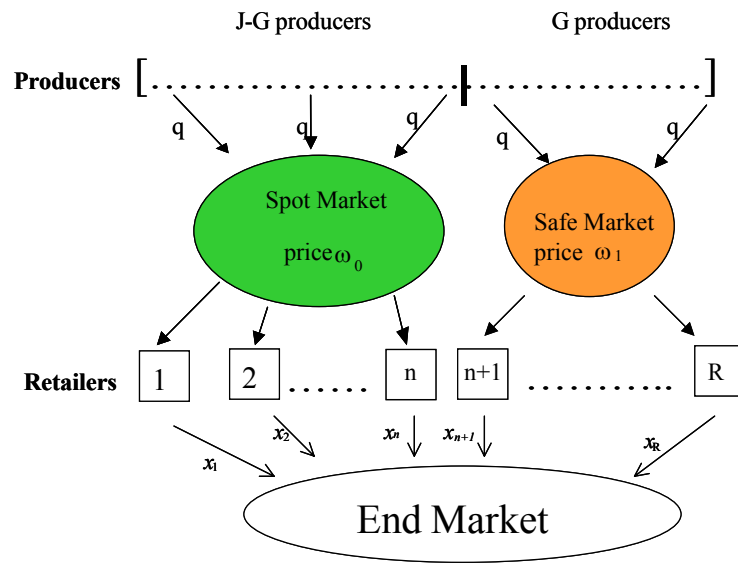 J-G producers G producers
Producers [ ......................... ]
q q q q q
Spot Market
price ω0
Safe Market
price ω1
Retailers 1 2 ...... n n+1 ............ R
x1 x2 xn xn+1 xR
End Market